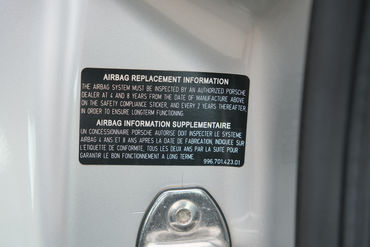 AIRBAG REPLACEMENT INFORMATION
THE AIRBAG SYSTEM MUST BE INSPECTED BY AN AUTHORIZED PORSCHE
DEALER AT 4 AND 8 YEARS FROM THE DATE OF MANUFACTURE ABOVE
ON THE SAFETY COMPLIANCE STICKER, AND EVERY 2 YEARS THEREAFTER
IN ORDER TO ENSURE LONGTERM FUNCTIONING.
AIRBAG INFORMATION SUPPLEMENTAIRE
UN CONCESSIONNAIRE PORSCHE AUTORISE DOIT INSPECTER LE SYSTEME
AIRBAG 4 ANS ET 8 ANS APRES LA DATE DE FABRICATION, INDIQUEE SUR
L'ETIQUETTE DE CONFORMITE, TOUS LES DEUX ANS PAR LA SUITE POUR
GARANTIR LE BON FONCTIONNEMENT A LONG TERME.
996.701.423.01